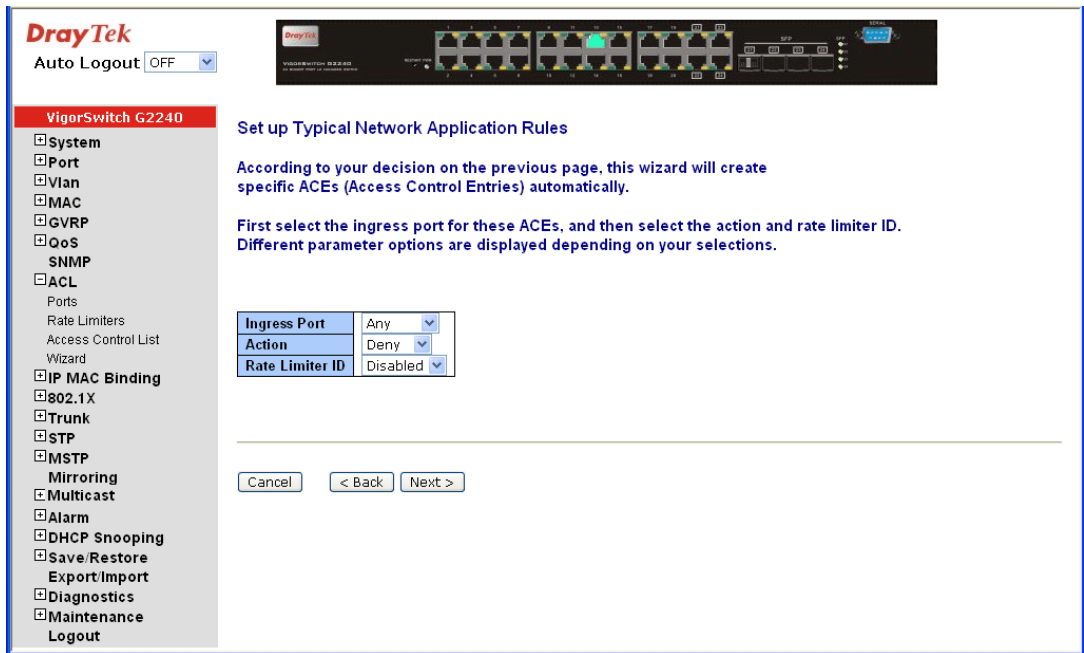 DrayTek
Auto Logout OFF
DrayTek
SERIAL
SFP
VigorSwitch G2240
System
Port
Vlan
MAC
GVRP
QoS
SNMP
ACL
Ports
Rate Limiters
Access Control List
Wizard
IP MAC Binding
802.1X
Trunk
STP
MSTP
Mirroring
Multicast
Alarm
DHCP Snooping
Save/Restore
Export/Import
Diagnostics
Maintenance
Logout
Set up Typical Network Application Rules
According to your decision on the previous page, this wizard will create
specific ACEs (Access Control Entries) automatically.
First select the ingress port for these ACEs, and then select the action and rate limiter ID.
Different parameter options are displayed depending on your selections.
Ingress Port Any
Action Deny
Rate Limiter ID Disabled
Cancel < Back Next >